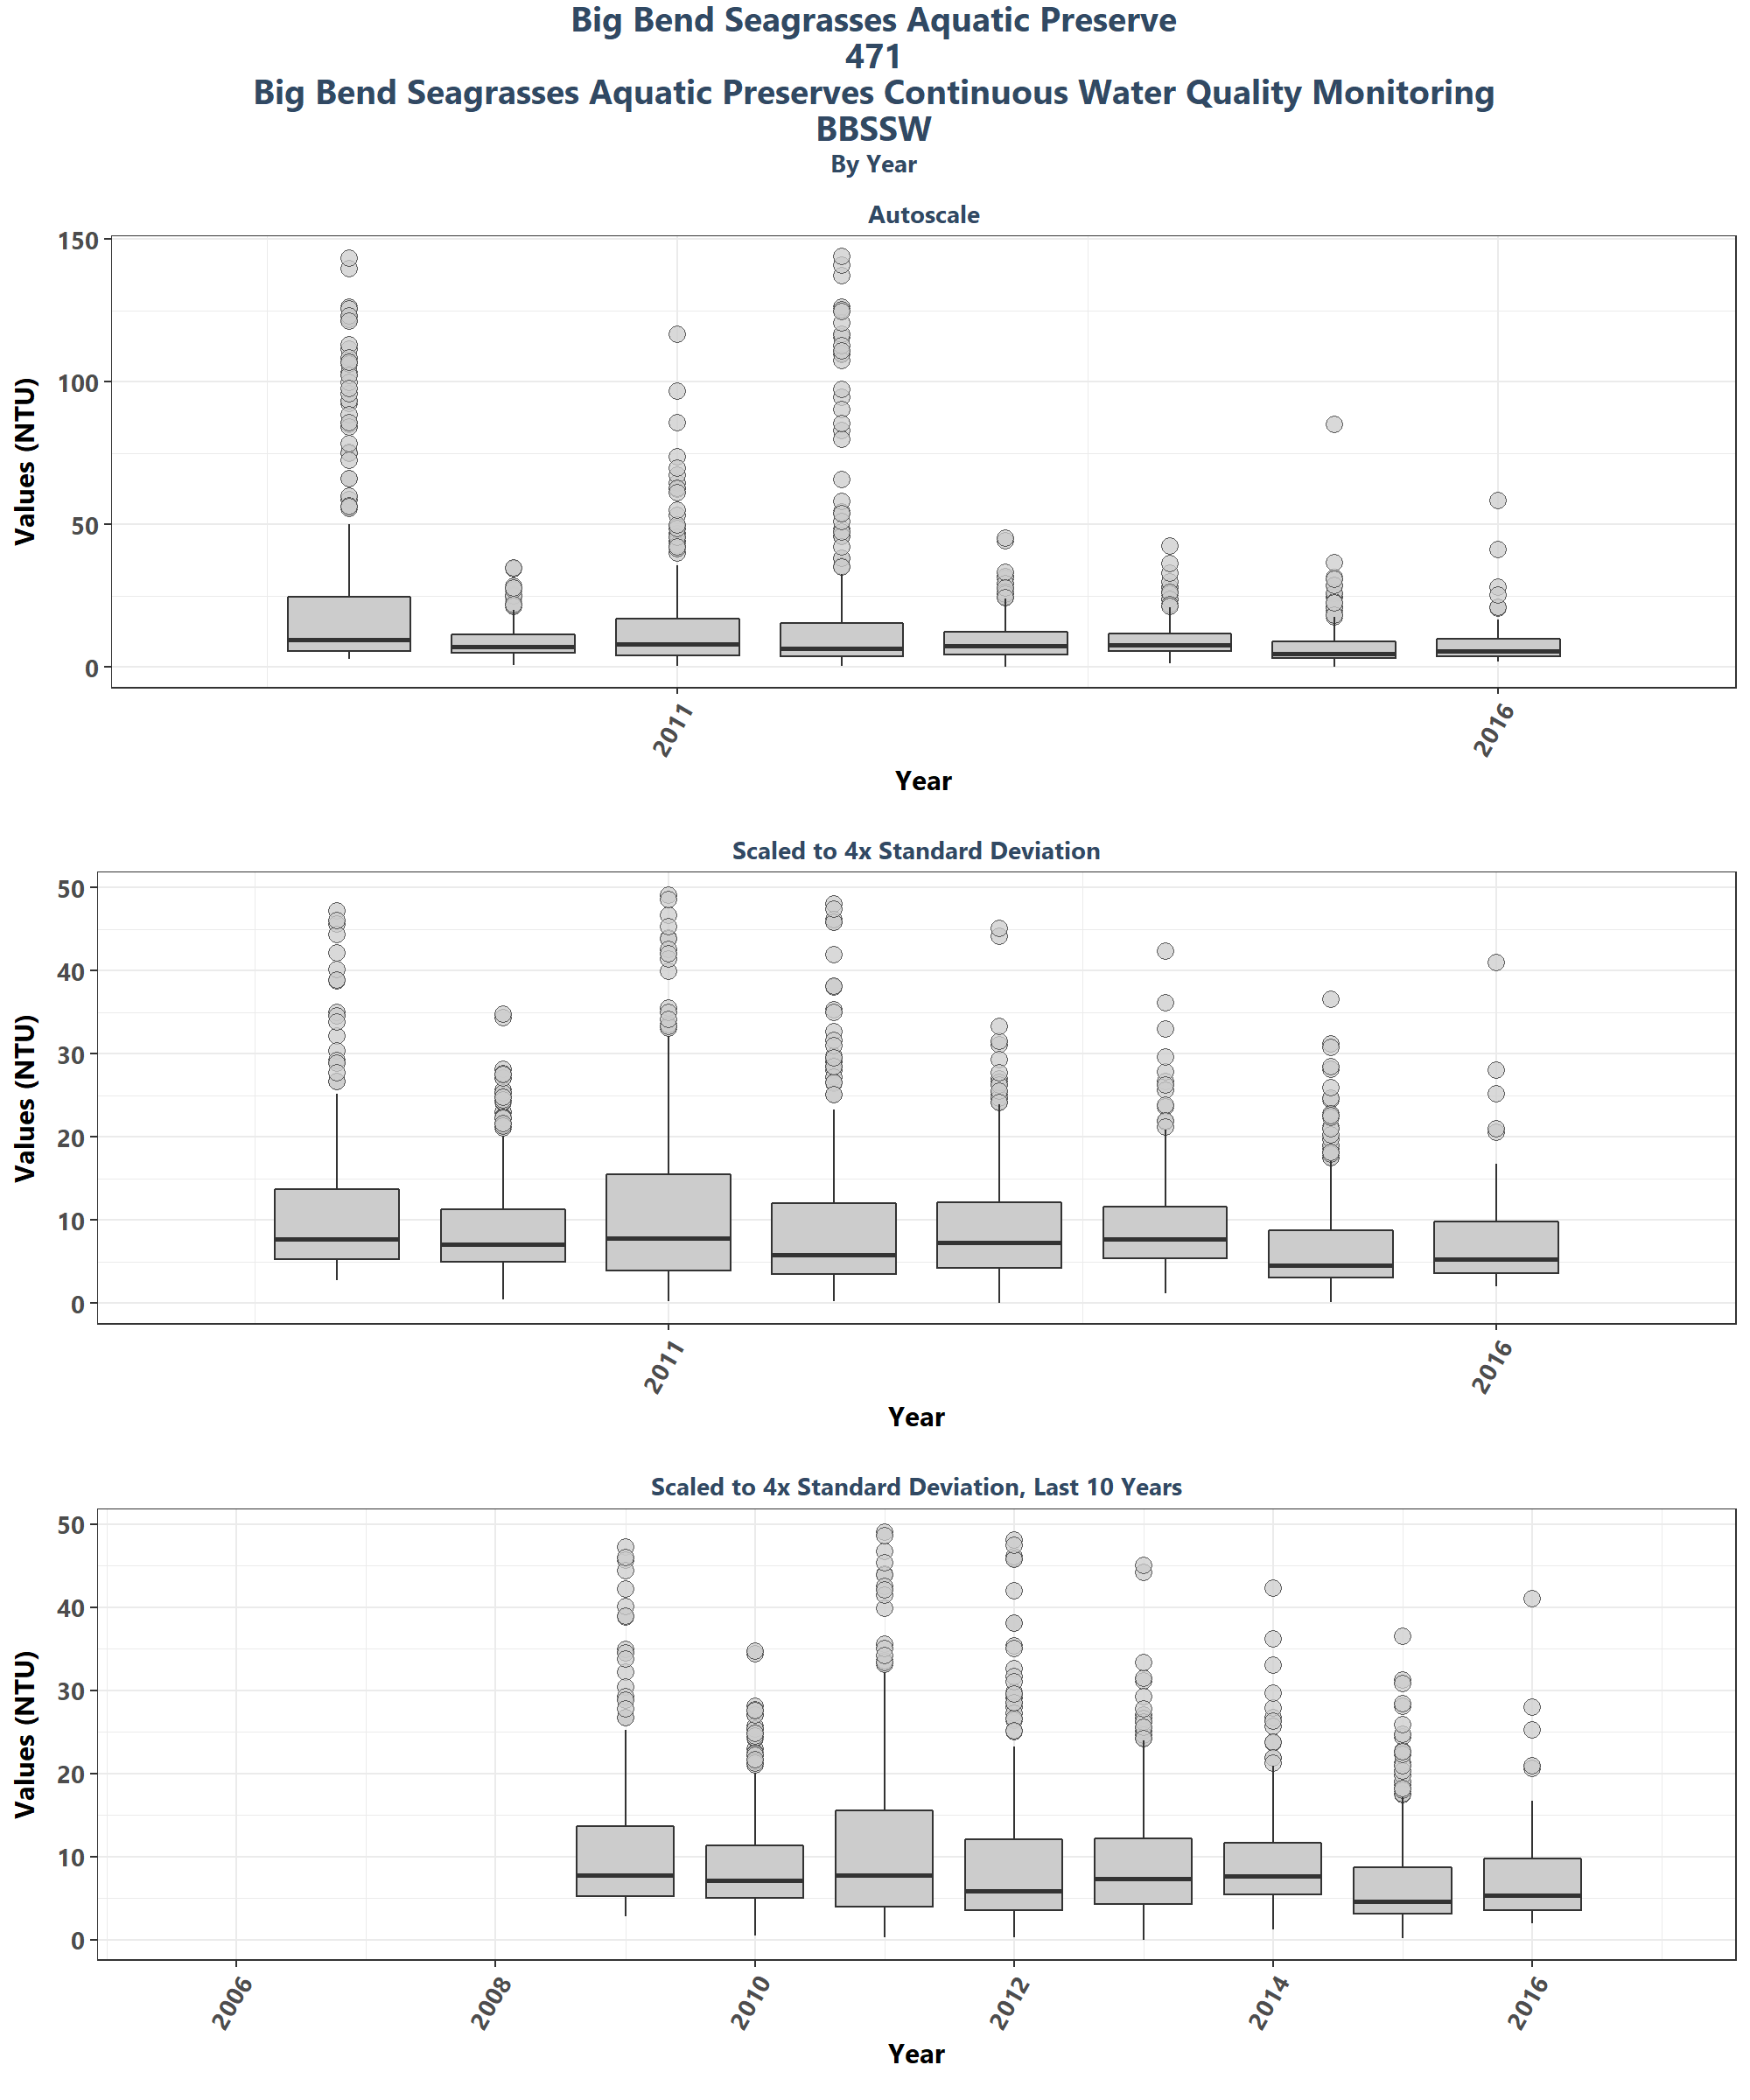 Big Bend Seagrasses Aquatic Preserve
471
Big Bend Seagrasses Aquatic Preserves Continuous Water Quality Monitoring
BBSSW
By Year
Autoscale
Values (NTU)
150
100
50
0
2011
2016
Year
Scaled to 4x Standard Deviation
Values (NTU)
50
40
30
20
10
0
2011
2016
Year
Scaled to 4x Standard Deviation, Last 10 Years
Values (NTU)
50
40
30
20
10
0
2006
2008
2010
2012
2014
2016
Year